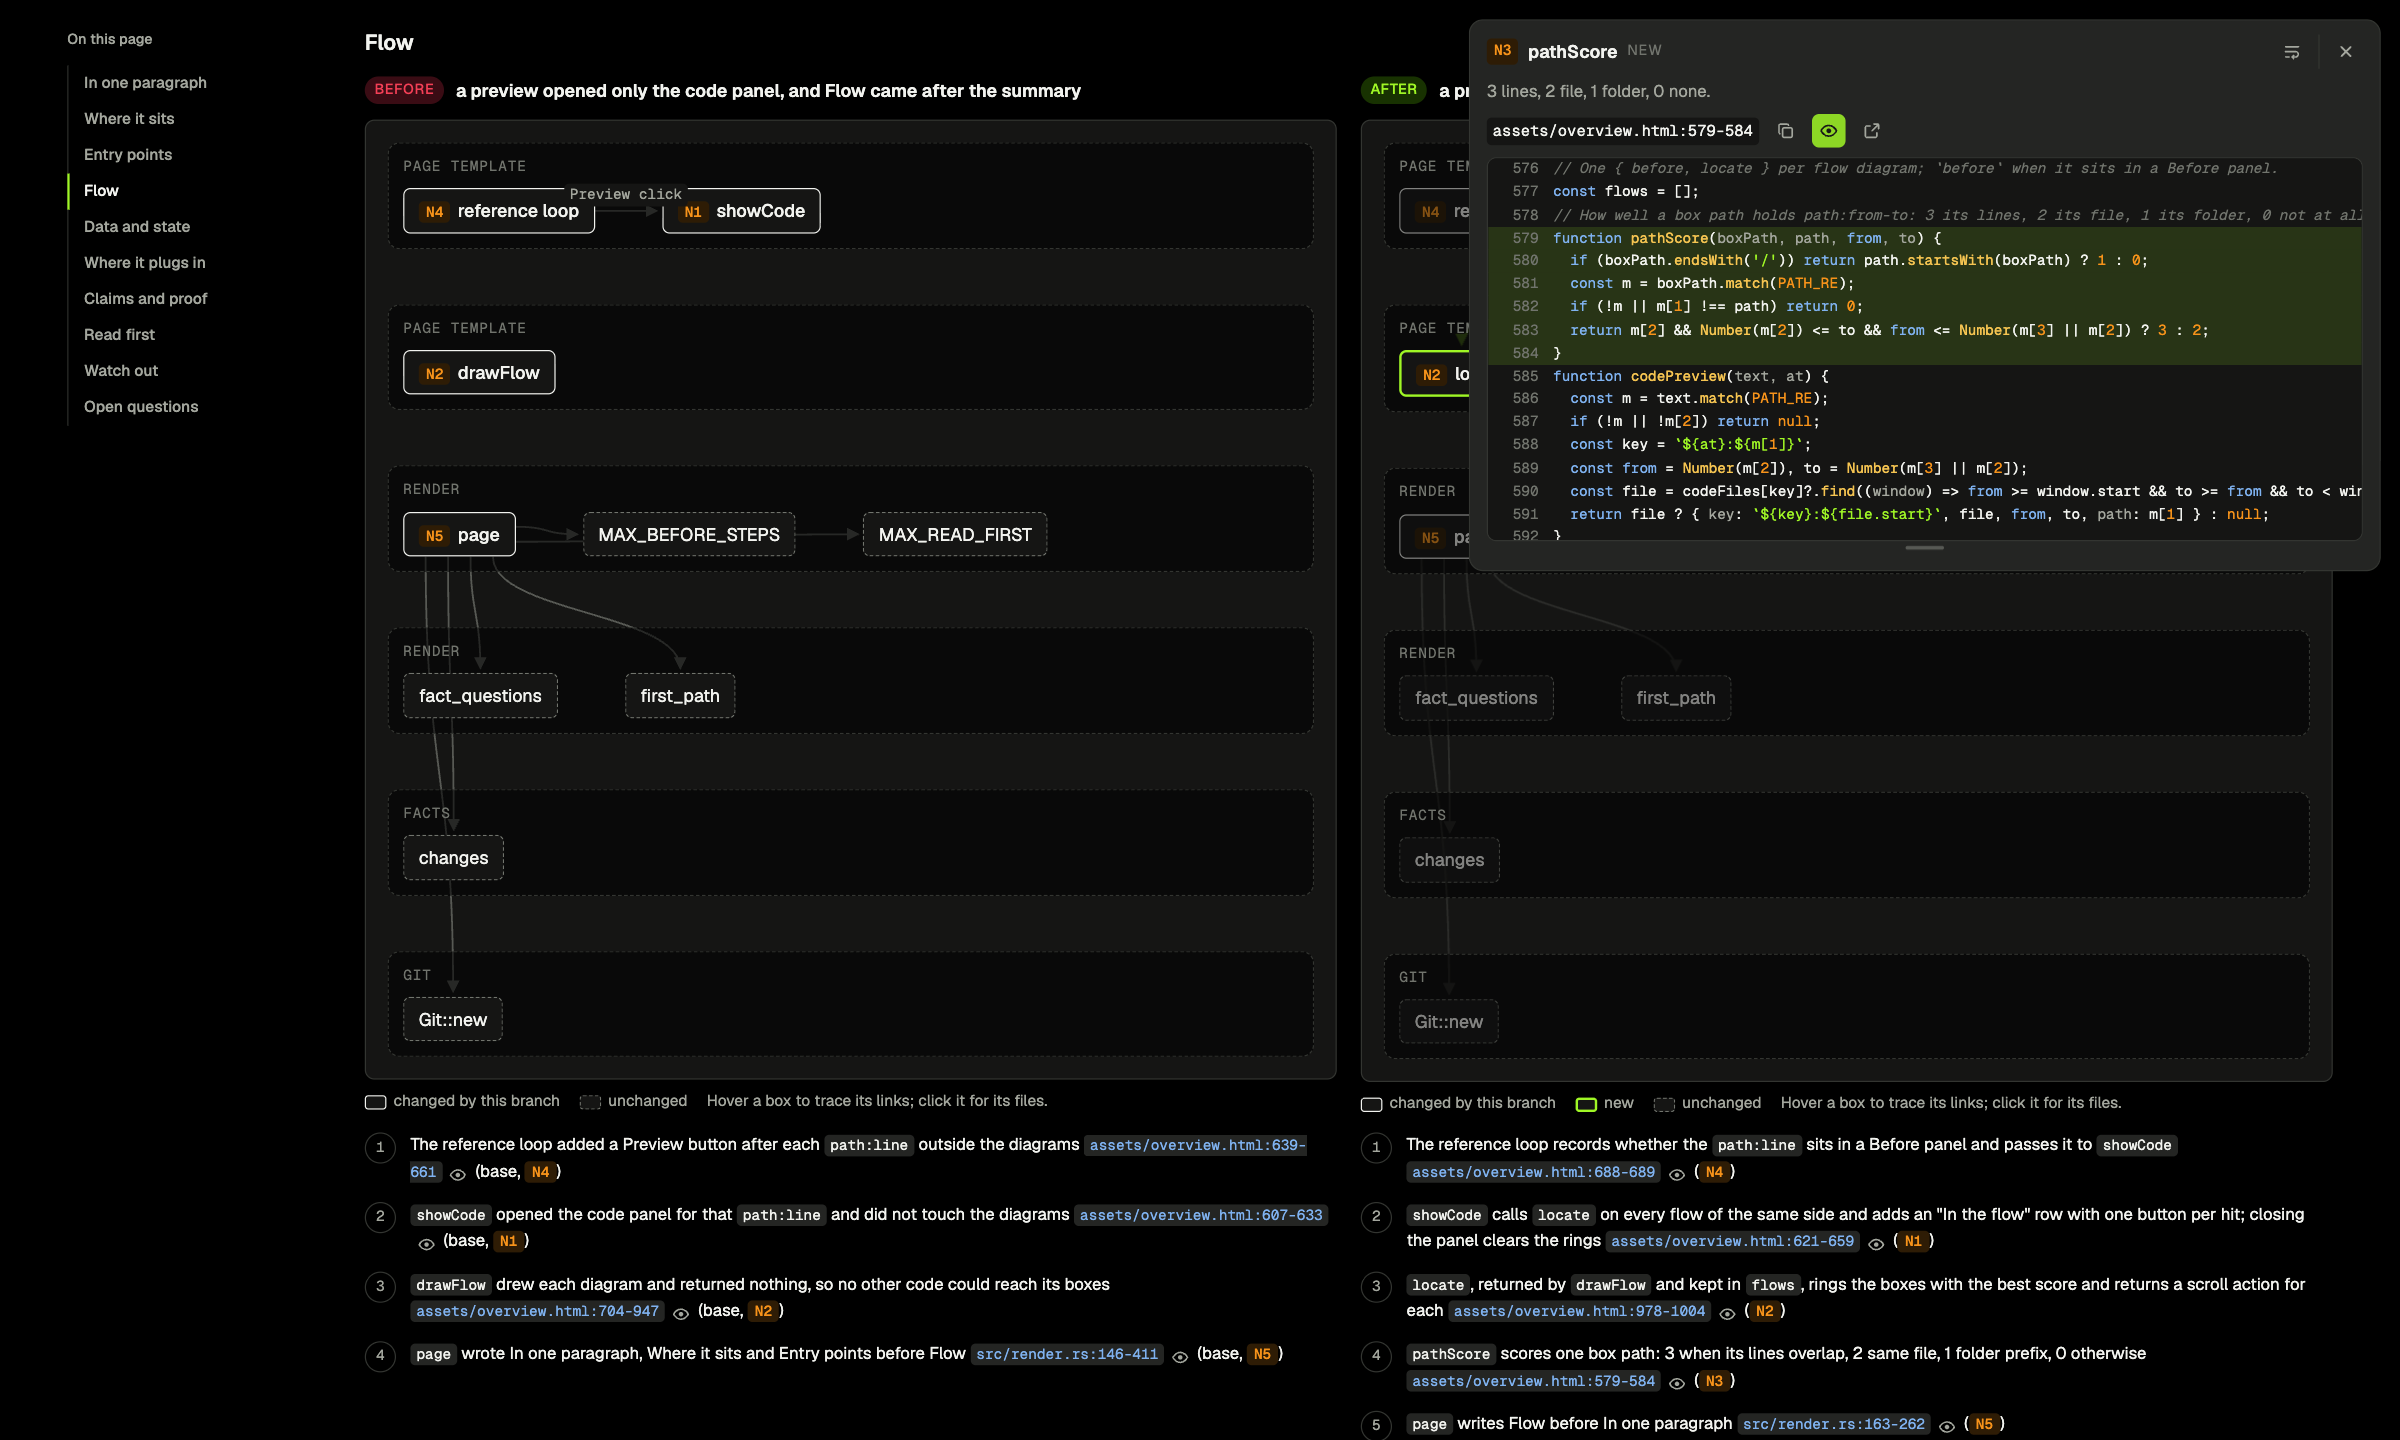 On this page
In one paragraph
Where it sits
Entry points
Flow
Data and state
Where it plugs in
Claims and proof
Read first
Watch out
Open questions
Flow
BEFORE a preview opened only the code panel, and Flow came after the summary
PAGE TEMPLATE
Preview click
N4 reference loop
N1 showCode
PAGE TEMPLATE
N2 drawFlow
RENDER
N5 page
MAX_BEFORE_STEPS
MAX_READ_FIRST
RENDER
fact_questions
first_path
FACTS
changes
GIT
Git::new
changed by this branch unchanged Hover a box to trace its links; click it for its files.
1 The reference loop added a Preview button after each path:line outside the diagrams assets/overview.html:639-
661 (base, N4)
2 showCode opened the code panel for that path:line and did not touch the diagrams assets/overview.html:607-633
(base, N1)
3 drawFlow drew each diagram and returned nothing, so no other code could reach its boxes
assets/overview.html:704-947 (base, N2)
4 page wrote In one paragraph, Where it sits and Entry points before Flow src/render.rs:146-411 (base, N5)
AFTER
PAGE
N4
PAGE
N2
RENDER
N5
RENDER
fact_questions
first_path
FACTS
changes
GIT
Git::new
changed by this branch new unchanged Hover a box to trace its links; click it for its files.
1 The reference loop records whether the path:line sits in a Before panel and passes it to showCode
assets/overview.html:688-689 (N4)
2 showCode calls locate on every flow of the same side and adds an "In the flow" row with one button per hit; closing
the panel clears the rings assets/overview.html:621-659 (N1)
3 locate, returned by drawFlow and kept in flows, rings the boxes with the best score and returns a scroll action for
each assets/overview.html:978-1004 (N2)
4 pathScore scores one box path: 3 when its lines overlap, 2 same file, 1 folder prefix, 0 otherwise
assets/overview.html:579-584 (N3)
5 page writes Flow before In one paragraph src/render.rs:163-262 (N5)
N3 pathScore NEW
3 lines, 2 file, 1 folder, 0 none.
assets/overview.html:579-584
576 // One { before, locate } per flow diagram; `before` when it sits in a Before panel.
577 const flows = [];
578 // How well a box path holds path:from-to: 3 its lines, 2 its file, 1 its folder, 0 not at all
579 function pathScore(boxPath, path, from, to) {
580 if (boxPath.endsWith('/')) return path.startsWith(boxPath) ? 1 : 0;
581 const m = boxPath.match(PATH_RE);
582 if (!m || m[1] !== path) return 0;
583 return m[2] && Number(m[2]) <= to && from <= Number(m[3] || m[2]) ? 3 : 2;
584 }
585 function codePreview(text, at) {
586 const m = text.match(PATH_RE);
587 if (!m || !m[2]) return null;
588 const key = `${at}:${m[1]}`;
589 const from = Number(m[2]), to = Number(m[3] || m[2]);
590 const file = codeFiles[key]?.find((window) => from >= window.start && to >= from && to <
591 return file ? { key: `${key}:${file.start}`, file, from, to, path: m[1] } : null;
592 }